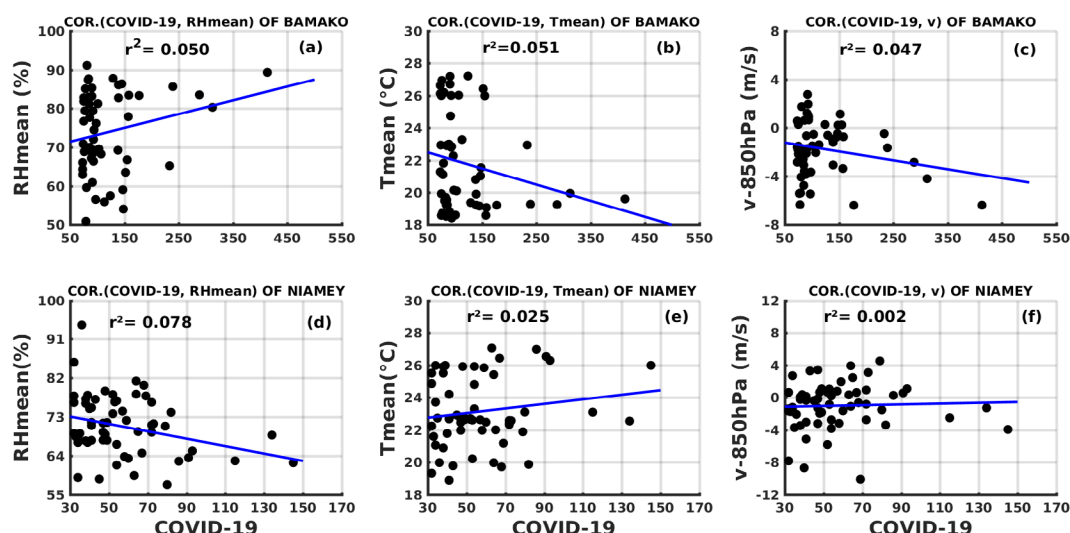 COR.(COVID-19, RHmean) OF BAMAKO
r²= 0.050
(a)
RHmean (%)
100
90
80
70
60
50
50 150 250 350 450 550
COR.(COVID-19, Tmean) OF BAMAKO
r²=0.051
(b)
Tmean (°C)
30
28
26
24
22
20
18
50 150 250 350 450 550
COR.(COVID-19, v) OF BAMAKO
r²= 0.047
(c)
v-850hPa (m/s)
8
4
0
-4
-8
50 150 250 350 450 550
COR.(COVID-19, RHmean) OF NIAMEY
r²= 0.078
(d)
RHmean(%)
100
91
82
73
64
55
30 50 70 90 110 130 150 170
COVID-19
COR.(COVID-19, Tmean) OF NIAMEY
r²= 0.025
(e)
Tmean(°C)
30
28
26
24
22
20
18
30 50 70 90 110 130 150 170
COVID-19
COR.(COVID-19, v) OF NIAMEY
r²= 0.002
(f)
v-850hPa (m/s)
12
8
4
0
-4
-8
-12
30 50 70 90 110 130 150 170
COVID-19